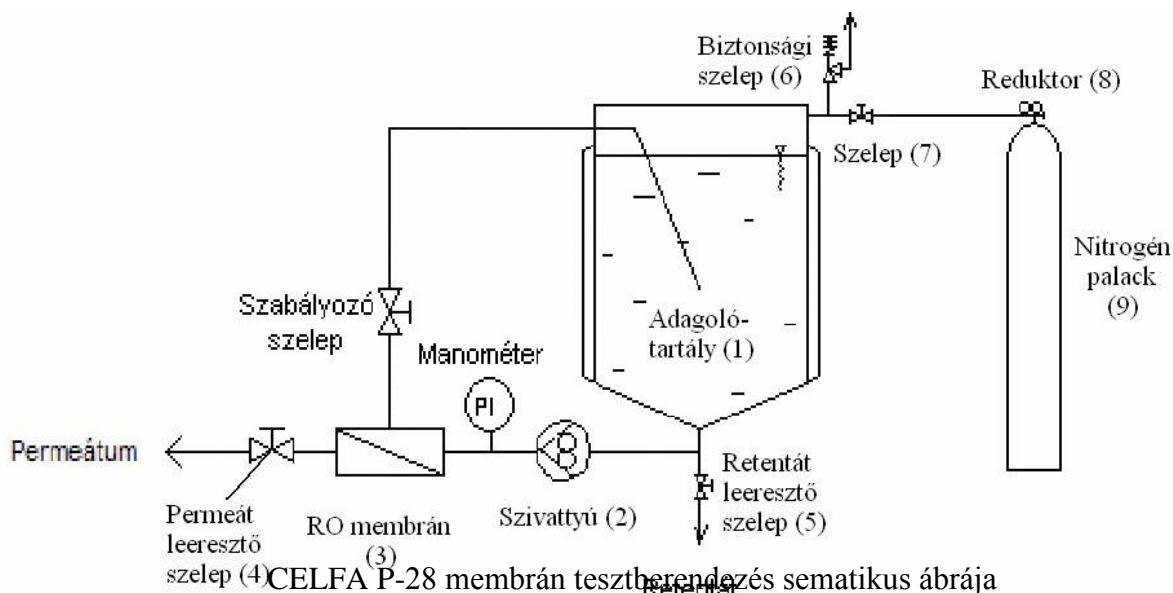 Biztonsági
szelep (6)
Reduktor (8)
Szelep (7)
Nitrogén
palack
(9)
Szabályozó
szelep
Adagoló-
tartály (1)
Manométer
PI
Permeátum
Permeát
leeresztő
szelep (4)
RO membrán
(3)
Szivattyú (2)
Retentát
leeresztő
szelep (5)
Retentát
CELFA P-28 membrán tesztberendezés sematikus ábrája